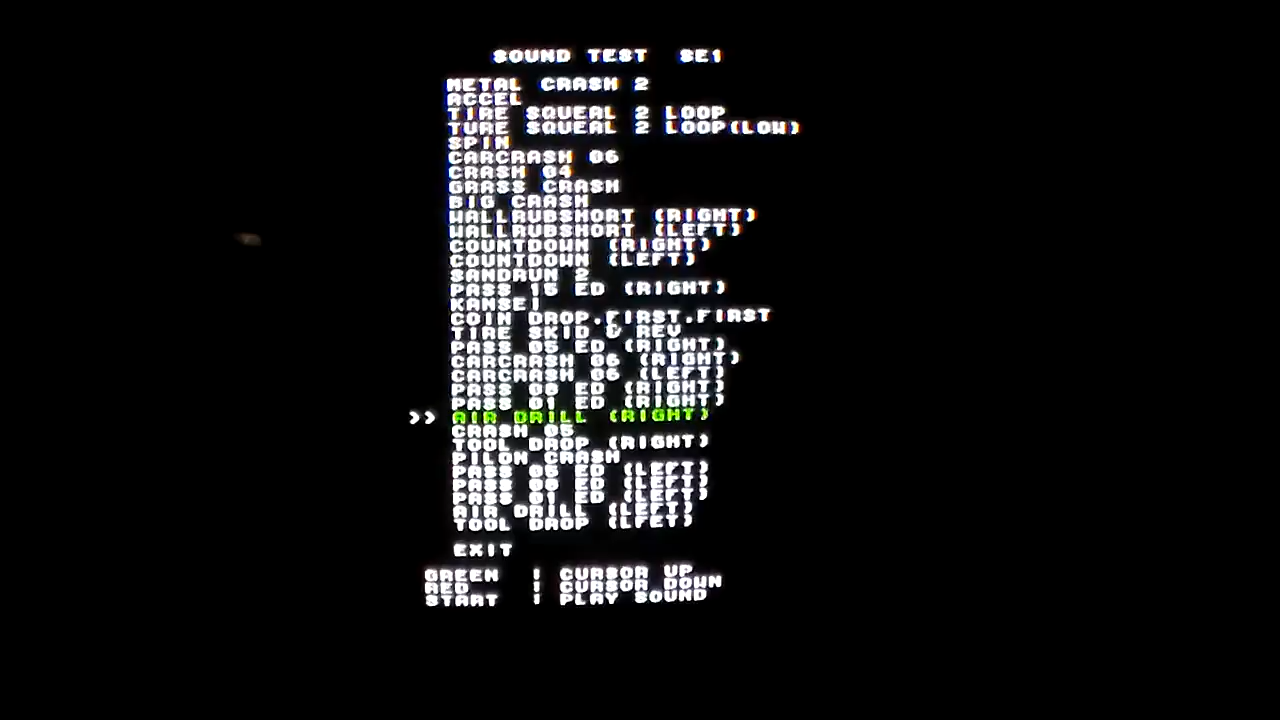 SOUND TEST SE1
METAL CRASH 2
ACCEL
TIRE SQUEAL 2 LOOP
TURE SQUEAL 2 LOOP(LOW)
SPIN
CARCRASH 06
CRASH 04
GRASS CRASH
BIG CRASH
WALLRUBSHORT (RIGHT)
WALLRUBSHORT (LEFT)
COUNTDOWN (RIGHT)
COUNTDOWN (LEFT)
SANDRUN 2
PASS 15 ED (RIGHT)
KANSEI
COIN DROP.FIRST.FIRST
TIRE SKID & REV
PASS 05 ED (RIGHT)
CARCRASH 06 (RIGHT)
CARCRASH 06 (LEFT)
PASS 08 ED (RIGHT)
PASS 01 ED (RIGHT)
>> AIR DRILL (RIGHT)
CRASH 05
TOOL DROP (RIGHT)
PILON CRASH
PASS 05 ED (LEFT)
PASS 08 ED (LEFT)
PASS 01 ED (LEFT)
AIR DRILL (LEFT)
TOOL DROP (LFET)
EXIT
GREEN : CURSOR UP
RED : CURSOR DOWN
START : PLAY SOUND